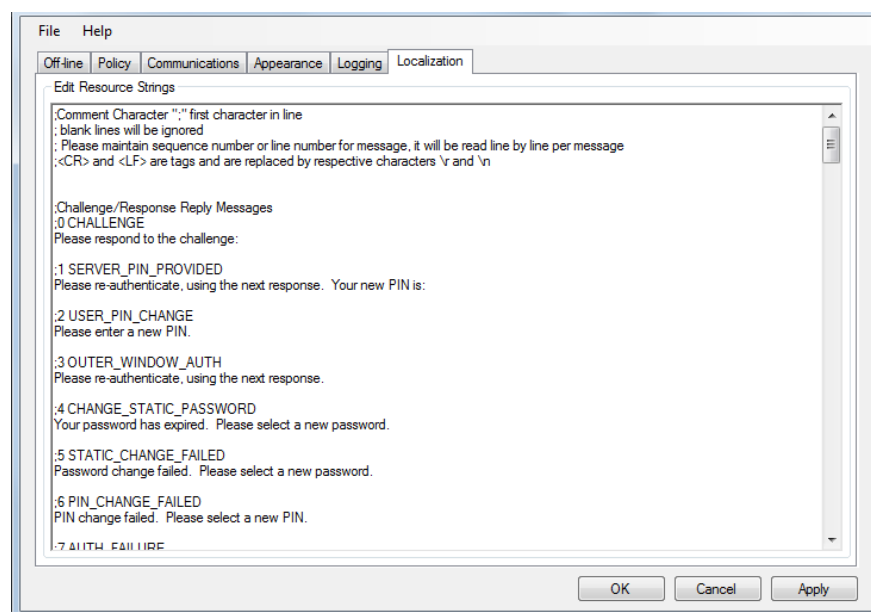 File Help
Off-line Policy Communications Appearance Logging Localization
Edit Resource Strings
;Comment Character ";" first character in line
; blank lines will be ignored
; Please maintain sequence number or line number for message, it will be read line by line per message
;<CR> and <LF> are tags and are replaced by respective characters \r and \n
;Challenge/Response Reply Messages
;0 CHALLENGE
Please respond to the challenge:
;1 SERVER_PIN_PROVIDED
Please re-authenticate, using the next response.  Your new PIN is:
;2 USER_PIN_CHANGE
Please enter a new PIN.
;3 OUTER_WINDOW_AUTH
Please re-authenticate, using the next response.
;4 CHANGE_STATIC_PASSWORD
Your password has expired.  Please select a new password.
;5 STATIC_CHANGE_FAILED
Password change failed.  Please select a new password.
;6 PIN_CHANGE_FAILED
PIN change failed.  Please select a new PIN.
;7 AUTH_FAILURE
OK Cancel Apply